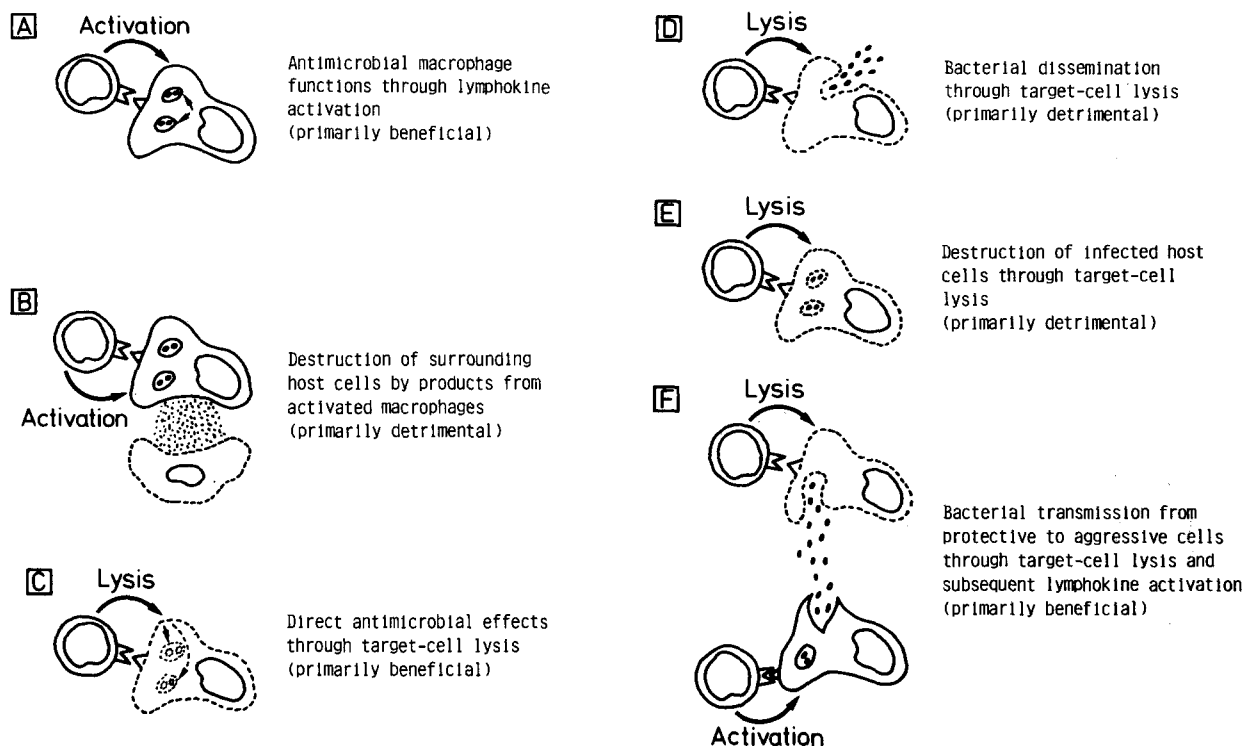 A
Activation
Antimicrobial macrophage
functions through lymphokine
activation
(primarily beneficial)
B
Activation
Destruction of surrounding
host cells by products from
activated macrophages
(primarily detrimental)
C
Lysis
Direct antimicrobial effects
through target-cell lysis
(primarily beneficial)
D
Lysis
Bacterial dissemination
through target-cell lysis
(primarily detrimental)
E
Lysis
Destruction of infected host
cells through target-cell
lysis
(primarily detrimental)
F
Lysis
Bacterial transmission from
protective to aggressive cells
through target-cell lysis and
subsequent lymphokine activation
(primarily beneficial)
Activation